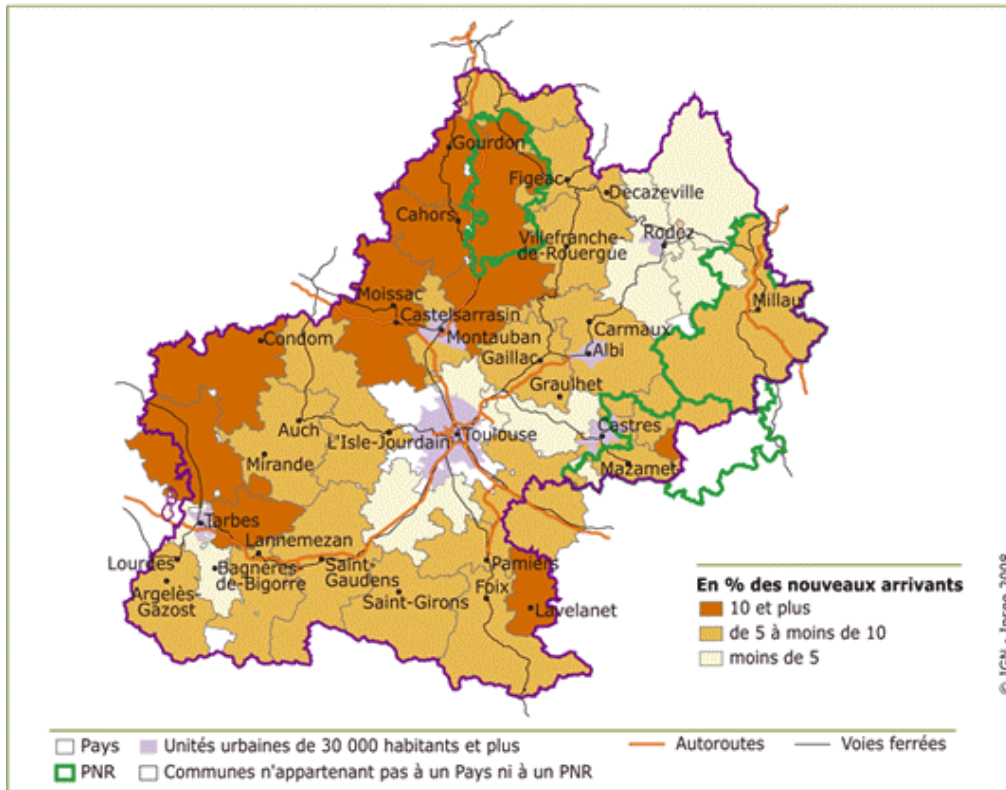 Gourdon
Figeac
Decazeville
Cahors
Rodez
Villefranche-
de-Rouergue
Moissac
Castelsarrasin
Millau
Montauban
Carmaux
Condom
Gaillac
Albi
Graulhet
Auch
L'Isle-Jourdain
Toulouse
Castres
Mirande
Mazamet
Tarbes
Lannemezan
Lourdes
Bagnères-
de-Bigorre
Saint-
Gaudens
Pamiers
Argelès-
Gazost
Saint-Girons
Foix
Lavelanet
En % des nouveaux arrivants
10 et plus
de 5 à moins de 10
moins de 5
© IGN - Insee 2008
Pays
Unités urbaines de 30 000 habitants et plus
Autoroutes
Voies ferrées
PNR
Communes n'appartenant pas à un Pays ni à un PNR